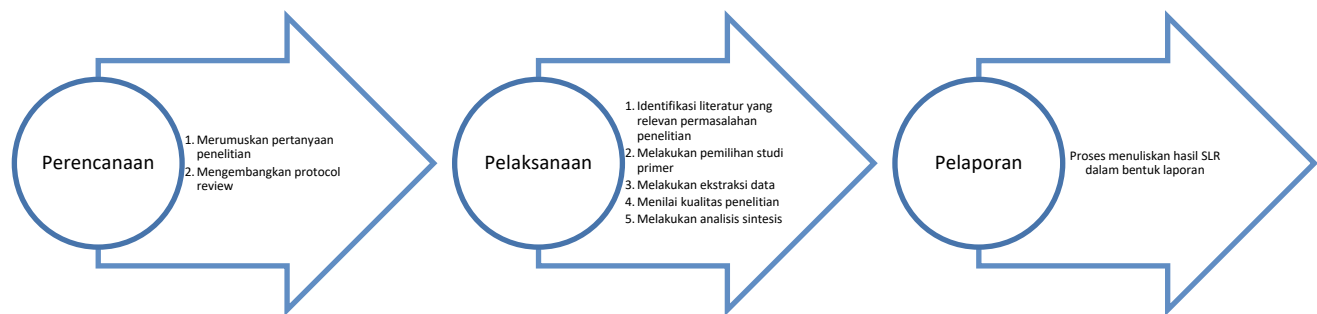 Perencanaan
1. Merumuskan pertanyaan
penelitian
2. Mengembangkan protocol
review
Pelaksanaan
1. Identifikasi literatur yang
relevan permasalahan
penelitian
2. Melakukan pemilihan studi
primer
3. Melakukan ekstraksi data
4. Menilai kualitas penelitian
5. Melakukan analisis sintesis
Pelaporan
Proses menuliskan hasil SLR
dalam bentuk laporan